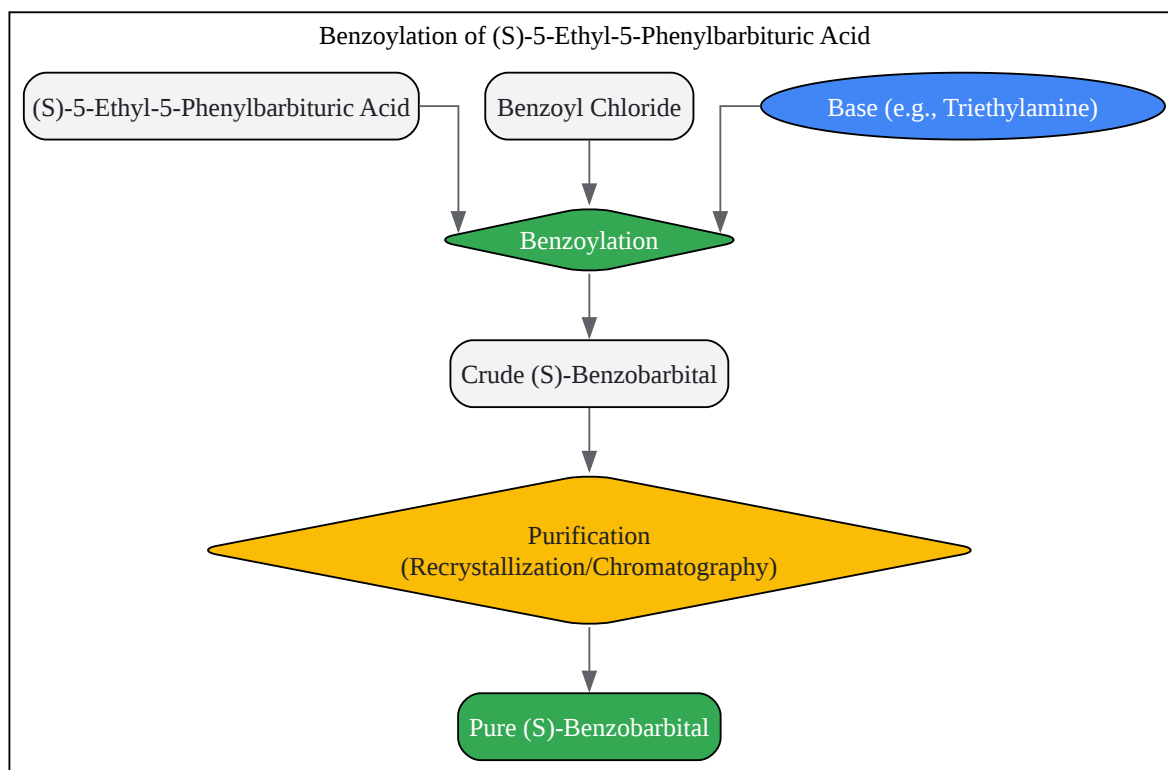 Benzoylation of (S)-5-Ethyl-5-Phenylbarbituric Acid
(S)-5-Ethyl-5-Phenylbarbituric Acid
Benzoyl Chloride
Base (e.g., Triethylamine)
Benzoylation
Crude (S)-Benzobarbital
Purification
(Recrystallization/Chromatography)
Pure (S)-Benzobarbital